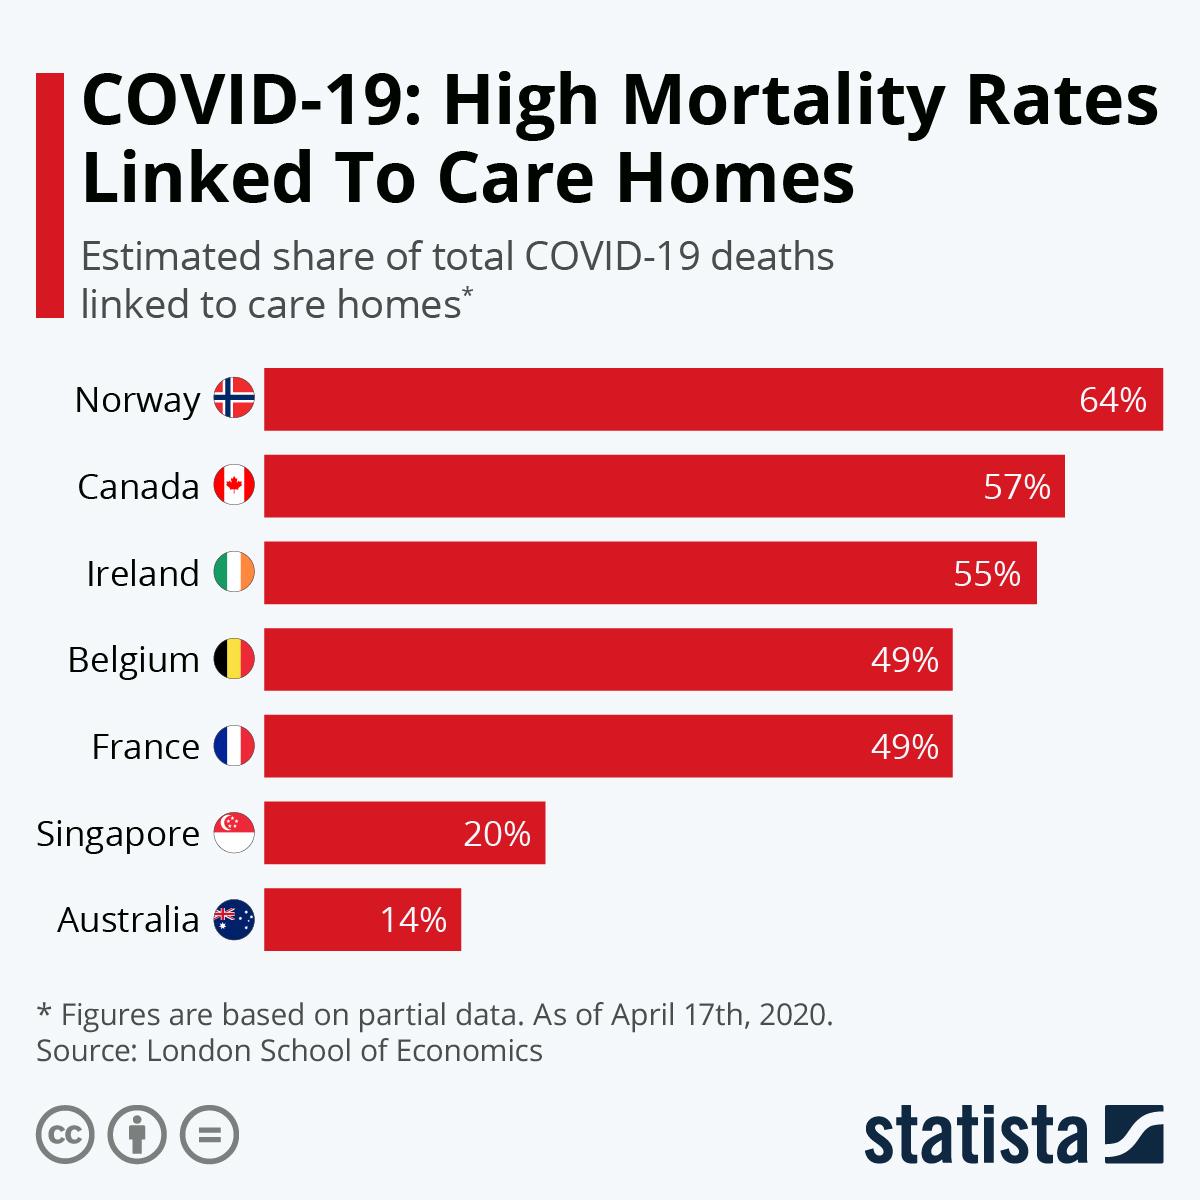 COVID-19: High Mortality Rates
Linked To Care Homes
Estimated share of total COVID-19 deaths
linked to care homes*
Norway 64%
Canada 57%
Ireland 55%
Belgium 49%
France 49%
Singapore 20%
Australia 14%
* Figures are based on partial data. As of April 17th, 2020.
Source: London School of Economics
cc
statista